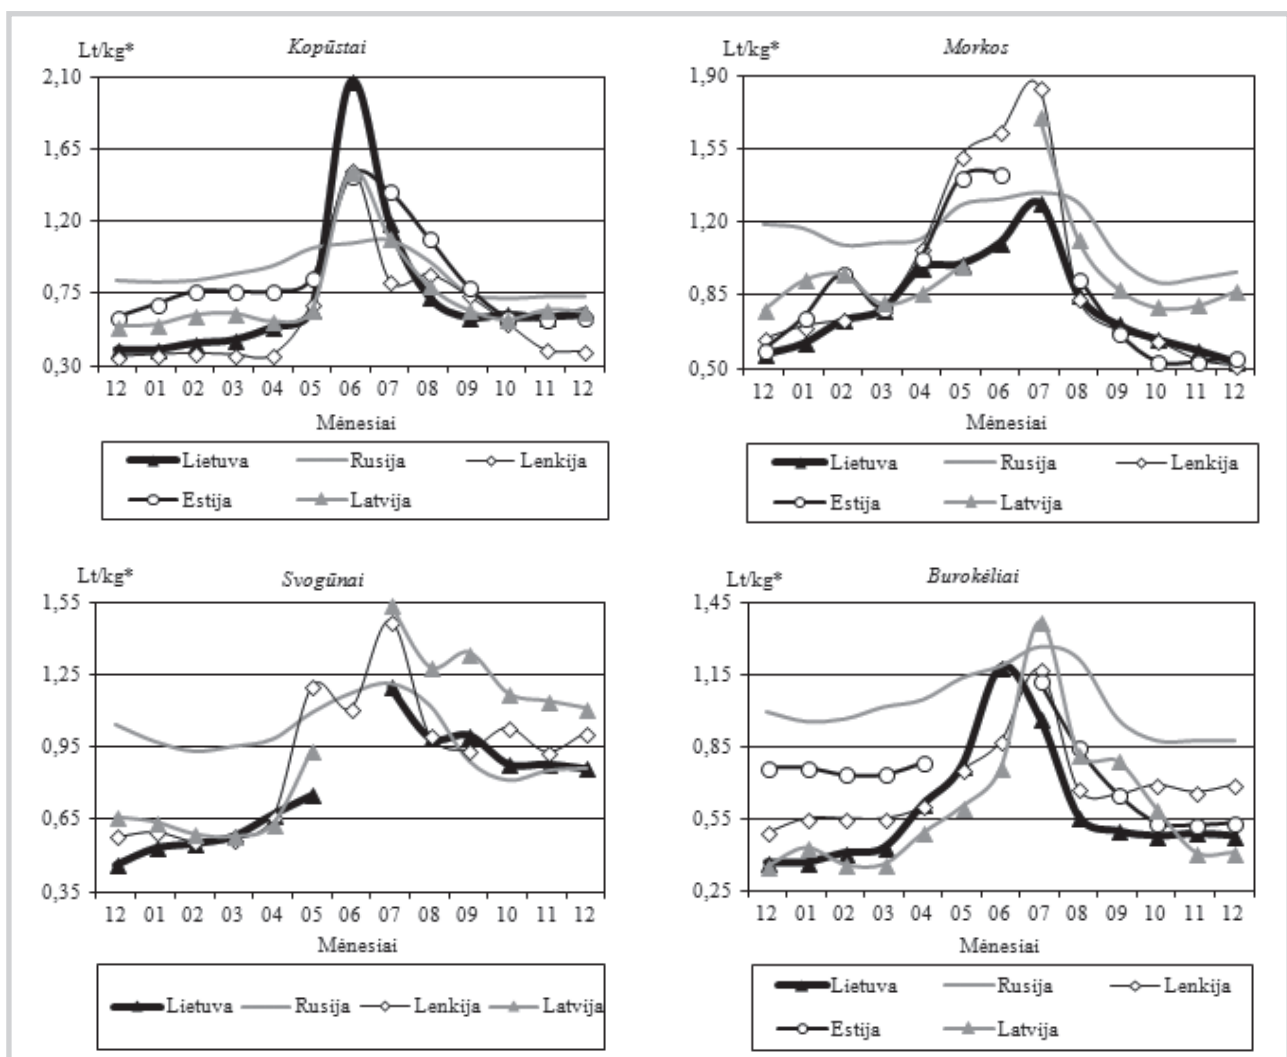 Kopūstai
Lt/kg*
2,10
1,65
1,20
0,75
0,30
12 01 02 03 04 05 06 07 08 09 10 11 12
Mėnesiai
Lietuva Rusija Lenkija
Estija Latvija
Morkos
Lt/kg*
1,90
1,55
1,20
0,85
0,50
12 01 02 03 04 05 06 07 08 09 10 11 12
Mėnesiai
Lietuva Rusija Lenkija
Estija Latvija
Svogūnai
Lt/kg*
1,55
1,25
0,95
0,65
0,35
12 01 02 03 04 05 06 07 08 09 10 11 12
Mėnesiai
Lietuva Rusija Lenkija Latvija
Burokėliai
Lt/kg*
1,45
1,15
0,85
0,55
0,25
12 01 02 03 04 05 06 07 08 09 10 11 12
Mėnesiai
Lietuva Rusija Lenkija
Estija Latvija